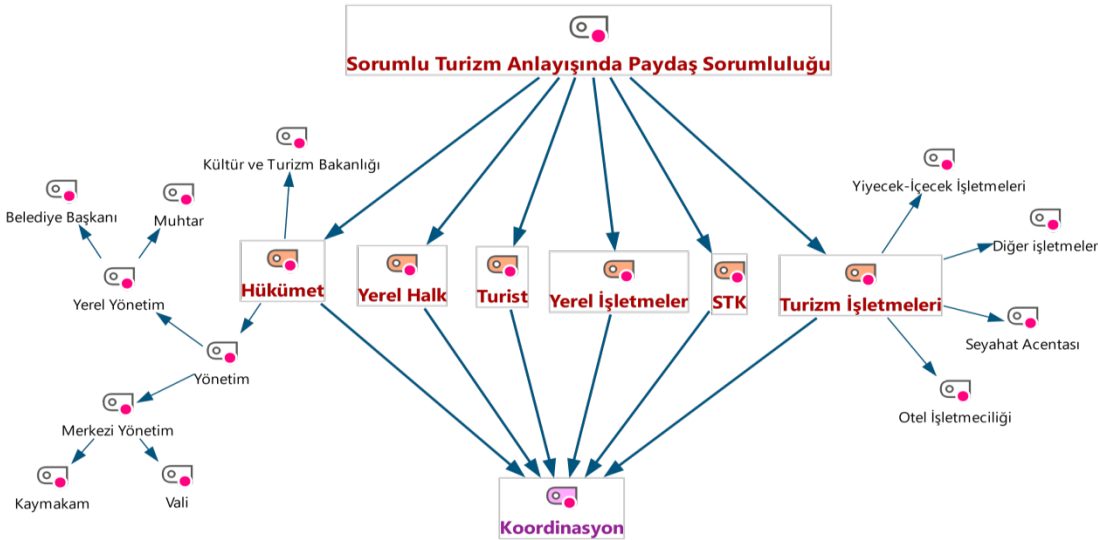 Sorumlu Turizm Anlayışında Paydaş Sorumluluğu
Kültür ve Turizm Bakanlığı
Yiyecek-İçecek İşletmeleri
Belediye Başkanı
Muhtar
Diğer işletmeler
Hükümet
Yerel Halk
Turist
Yerel İşletmeler
STK
Turizm İşletmeleri
Yerel Yönetim
Seyahat Acentası
Yönetim
Otel İşletmeciliği
Merkezi Yönetim
Kaymakam
Vali
Koordinasyon